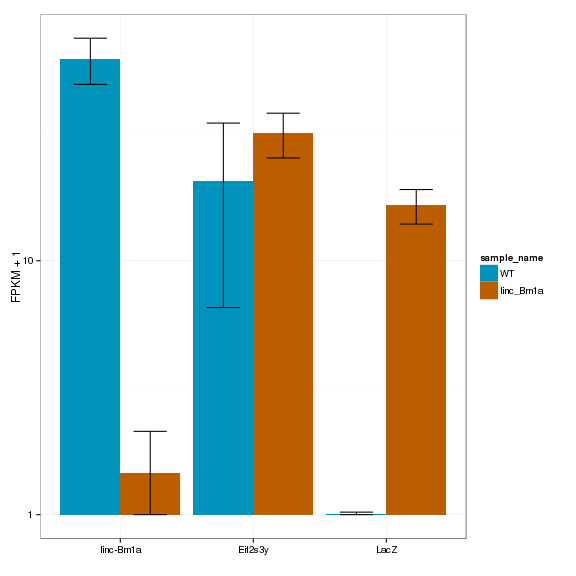 FPKM + 1
10
1
linc-Brn1a
Eif2s3y
LacZ
sample_name
WT
linc_Brn1a